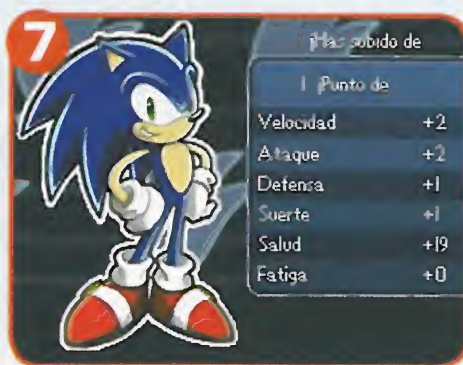 7
¡Has subido de
1 Punto de
Velocidad +2
Ataque +2
Defensa +1
Suerte +1
Salud +19
Fatiga +0